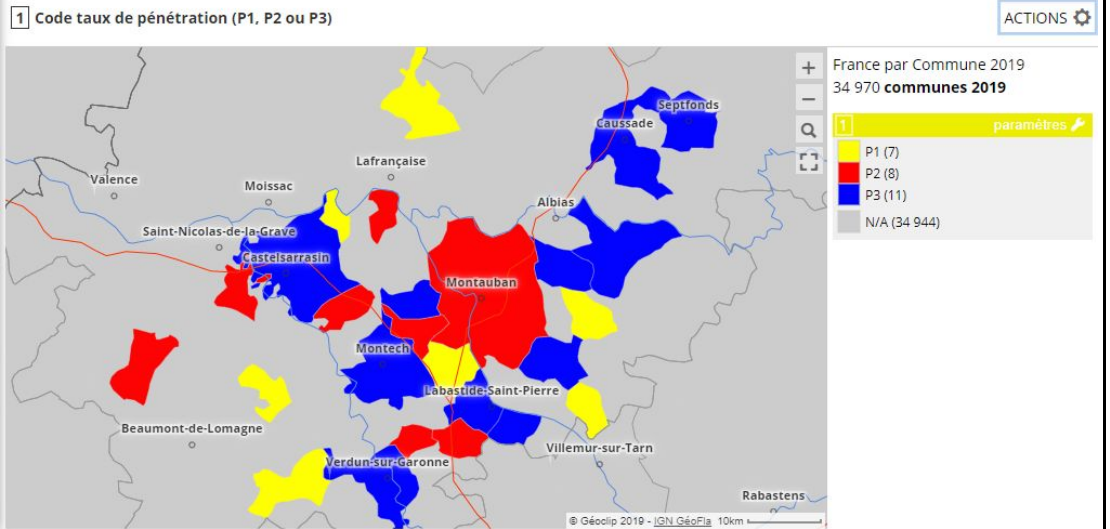 1 Code taux de pénétration (P1, P2 ou P3)
ACTIONS
France par Commune 2019
34 970 communes 2019
1 paramètres
P1 (7)
P2 (8)
P3 (11)
N/A (34 944)
+
−
Septfonds
Caussade
Lafrançaise
Valence
Moissac
Albias
Saint-Nicolas-de-la-Grave
Castelsarrasin
Montauban
Montech
Labastide-Saint-Pierre
Beaumont-de-Lomagne
Villemur-sur-Tarn
Verdun-sur-Garonne
Rabastens
© Géoclip 2019 - IGN GéoFla 10km